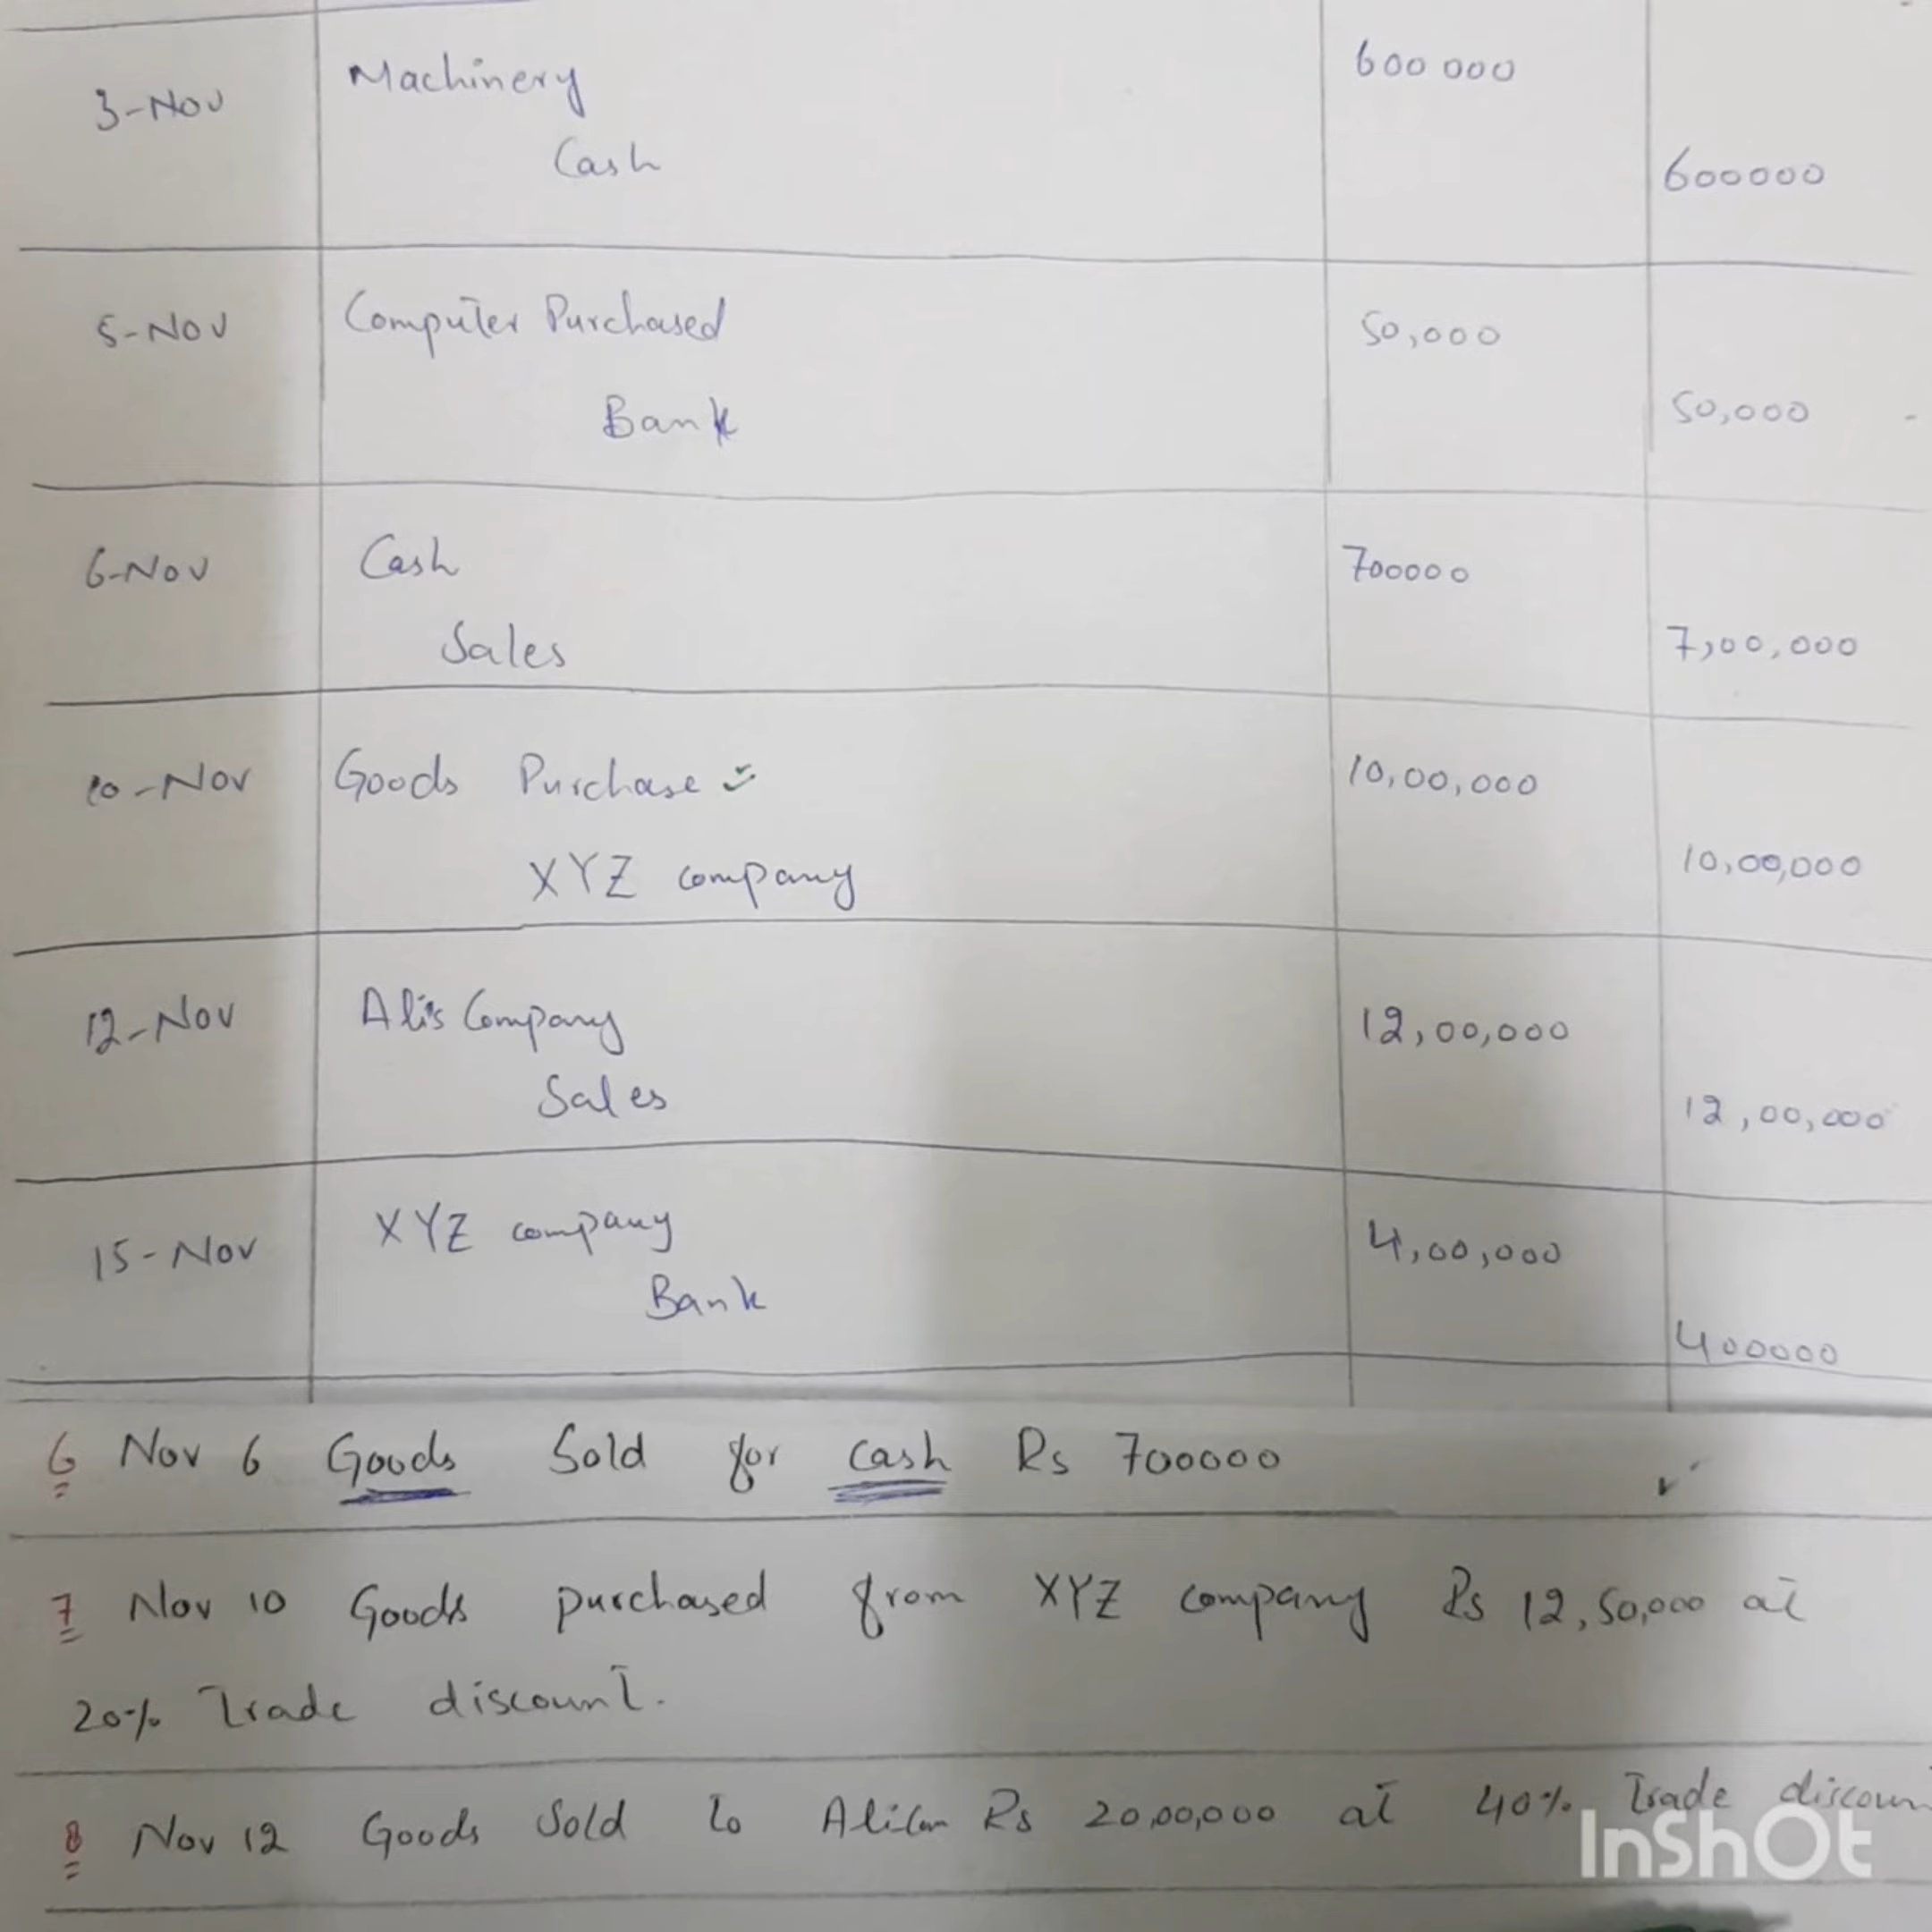 Machinery 600 000
3-Nov
Cash 600000
5-Nov Computer Purchased 50,000
Bank 50,000
6-Nov Cash 700000
Sales 7,00,000
10-Nov Goods Purchase 10,00,000
XYZ company 10,00,000
12-Nov Alis Company 12,00,000
Sales 12,00,000
15-Nov XYZ company 4,00,000
Bank 400000
6 Nov 6 Goods Sold for Cash Rs 700000
7 Nov 10 Goods purchased from XYZ company Rs 12,50,000 at
20% Trade discount.
8 Nov 12 Goods Sold to Rs 20,00,000 at 40% Trade discoun
InShOt